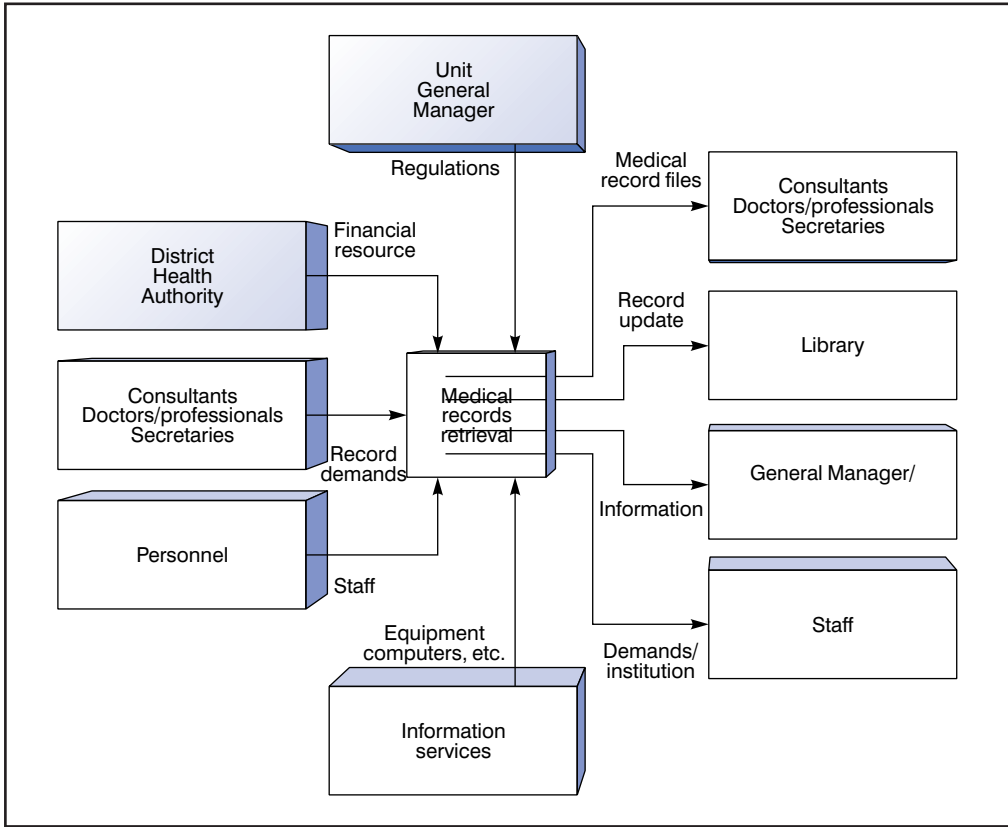 Unit
General
Manager
Regulations
Medical
record files
Consultants
Doctors/professionals
Secretaries
Financial
resource
District
Health
Authority
Record
update
Library
Consultants
Doctors/professionals
Secretaries
Record
demands
Medical
records
retrieval
General Manager/
Information
Personnel
Staff
Staff
Demands/
institution
Equipment
computers, etc.
Information
services